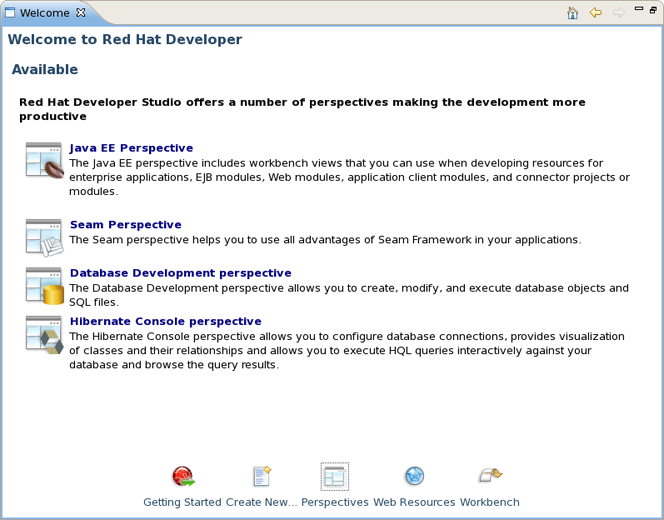 Welcome
Welcome to Red Hat Developer
Available
Red Hat Developer Studio offers a number of perspectives making the development more
productive
Java EE Perspective
The Java EE perspective includes workbench views that you can use when developing resources for
enterprise applications, EJB modules, Web modules, application client modules, and connector projects or
modules.
Seam Perspective
The Seam perspective helps you to use all advantages of Seam Framework in your applications.
Database Development perspective
The Database Development perspective allows you to create, modify, and execute database objects and
SQL files.
Hibernate Console perspective
The Hibernate Console perspective allows you to configure database connections, provides visualization
of classes and their relationships and allows you to execute HQL queries interactively against your
database and browse the query results.
Getting Started Create New... Perspectives Web Resources Workbench